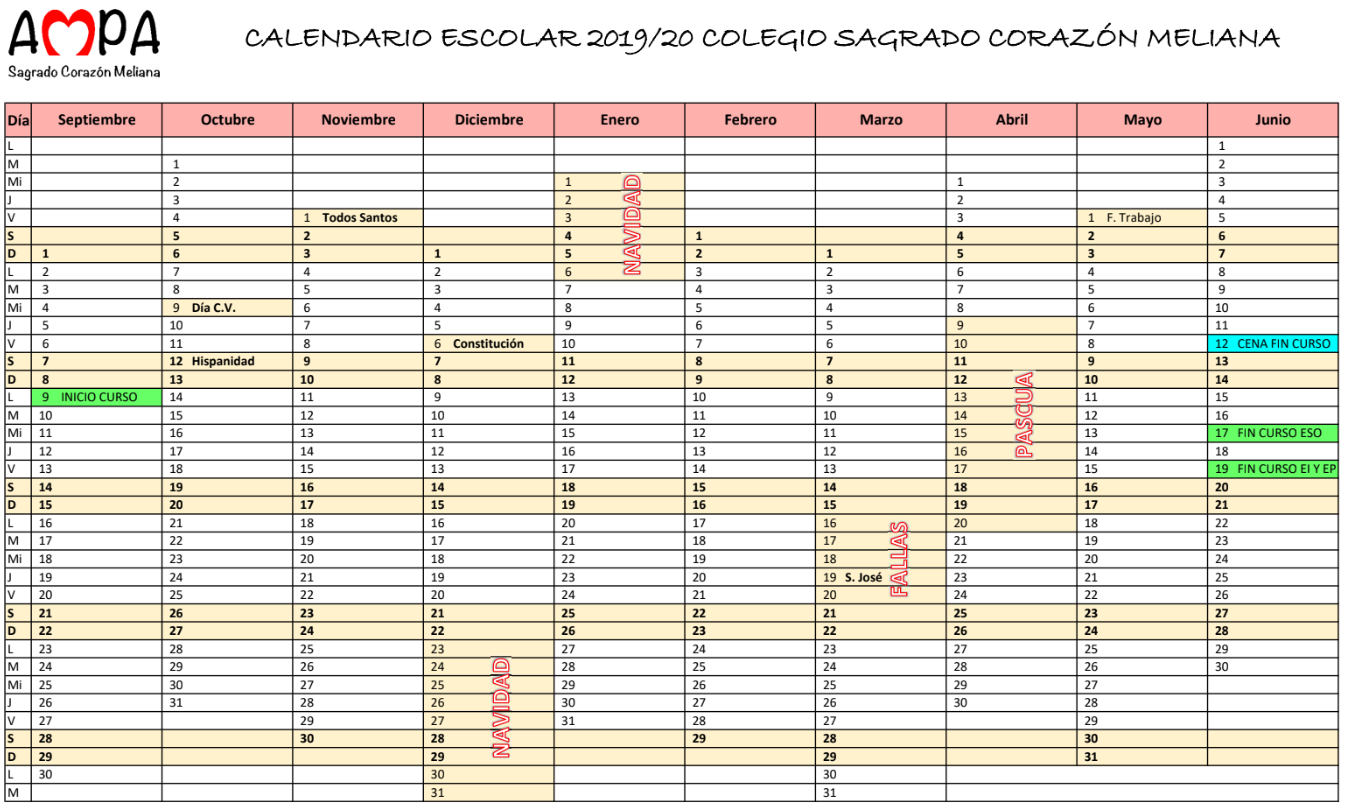 AMPA
Sagrado Corazón Meliana
CALENDARIO ESCOLAR 2019/20 COLEGIO SAGRADO CORAZÓN MELIANA
Día Septiembre Octubre Noviembre Diciembre Enero Febrero Marzo Abril Mayo Junio
L 1
M 1 2
Mi 2 1 1 3
J 3 2 2 4
V 4 1 Todos Santos 3 3 1 F. Trabajo 5
S 5 2 4 1 4 2 6
D 1 6 3 1 5 2 1 5 3 7
L 2 7 4 2 6 3 2 6 4 8
M 3 8 5 3 7 4 3 7 5 9
Mi 4 9 Día C.V. 6 4 8 5 4 8 6 10
J 5 10 7 5 9 6 5 9 7 11
V 6 11 8 6 Constitución 10 7 6 10 8 12 CENA FIN CURSO
S 7 12 Hispanidad 9 7 11 8 7 11 9 13
D 8 13 10 8 12 9 8 12 10 14
L 9 INICIO CURSO 14 11 9 13 10 9 13 11 15
M 10 15 12 10 14 11 10 14 12 16
Mi 11 16 13 11 15 12 11 15 13 17 FIN CURSO ESO
J 12 17 14 12 16 13 12 16 14 18
V 13 18 15 13 17 14 13 17 15 19 FIN CURSO EI Y EP
S 14 19 16 14 18 15 14 18 16 20
D 15 20 17 15 19 16 15 19 17 21
L 16 21 18 16 20 17 16 20 18 22
M 17 22 19 17 21 18 17 21 19 23
Mi 18 23 20 18 22 19 18 22 20 24
J 19 24 21 19 23 20 19 S. José 23 21 25
V 20 25 22 20 24 21 20 24 22 26
S 21 26 23 21 25 22 21 25 23 27
D 22 27 24 22 26 23 22 26 24 28
L 23 28 25 23 27 24 23 27 25 29
M 24 29 26 24 28 25 24 28 26 30
Mi 25 30 27 25 29 26 25 29 27
J 26 31 28 26 30 27 26 30 28
V 27 29 27 31 28 27 29
S 28 30 28 29 28 30
D 29 29 29 31
L 30 30 30
M 31 31
NAVIDAD
NAVIDAD
FALLAS
PASCUA